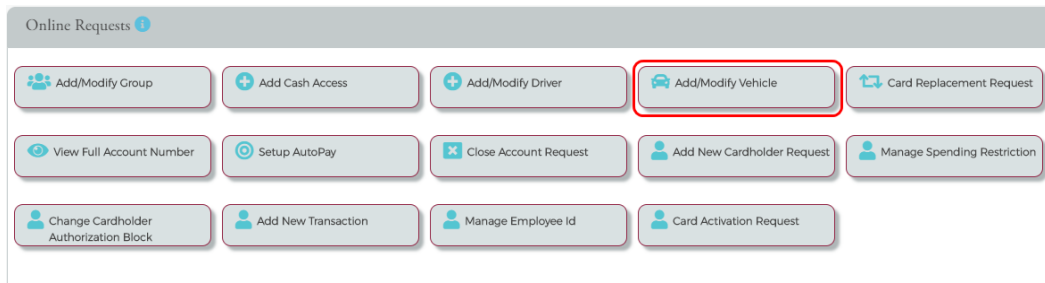 Online Requests
Add/Modify Group
Add Cash Access
Add/Modify Driver
Add/Modify Vehicle
Card Replacement Request
View Full Account Number
Setup AutoPay
Close Account Request
Add New Cardholder Request
Manage Spending Restriction
Change Cardholder
Authorization Block
Add New Transaction
Manage Employee Id
Card Activation Request